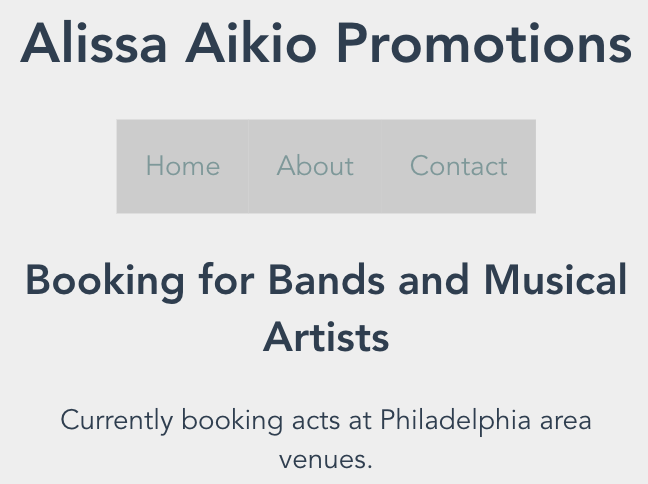 Alissa Aikio Promotions
Home About Contact
Booking for Bands and Musical
Artists
Currently booking acts at Philadelphia area
venues.